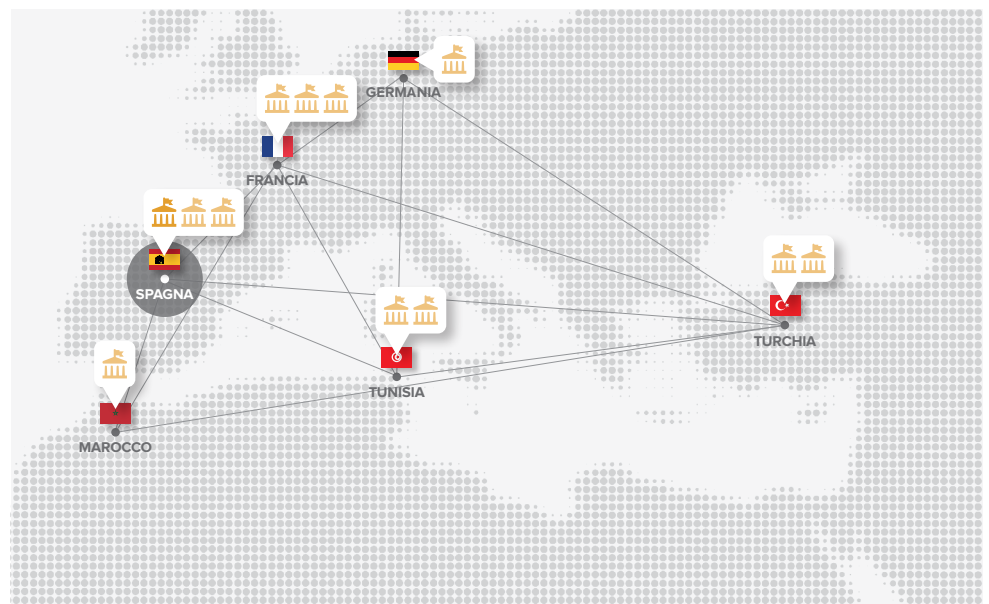 GERMANIA
FRANCIA
SPAGNA
TURCHIA
TUNISIA
MAROCCO